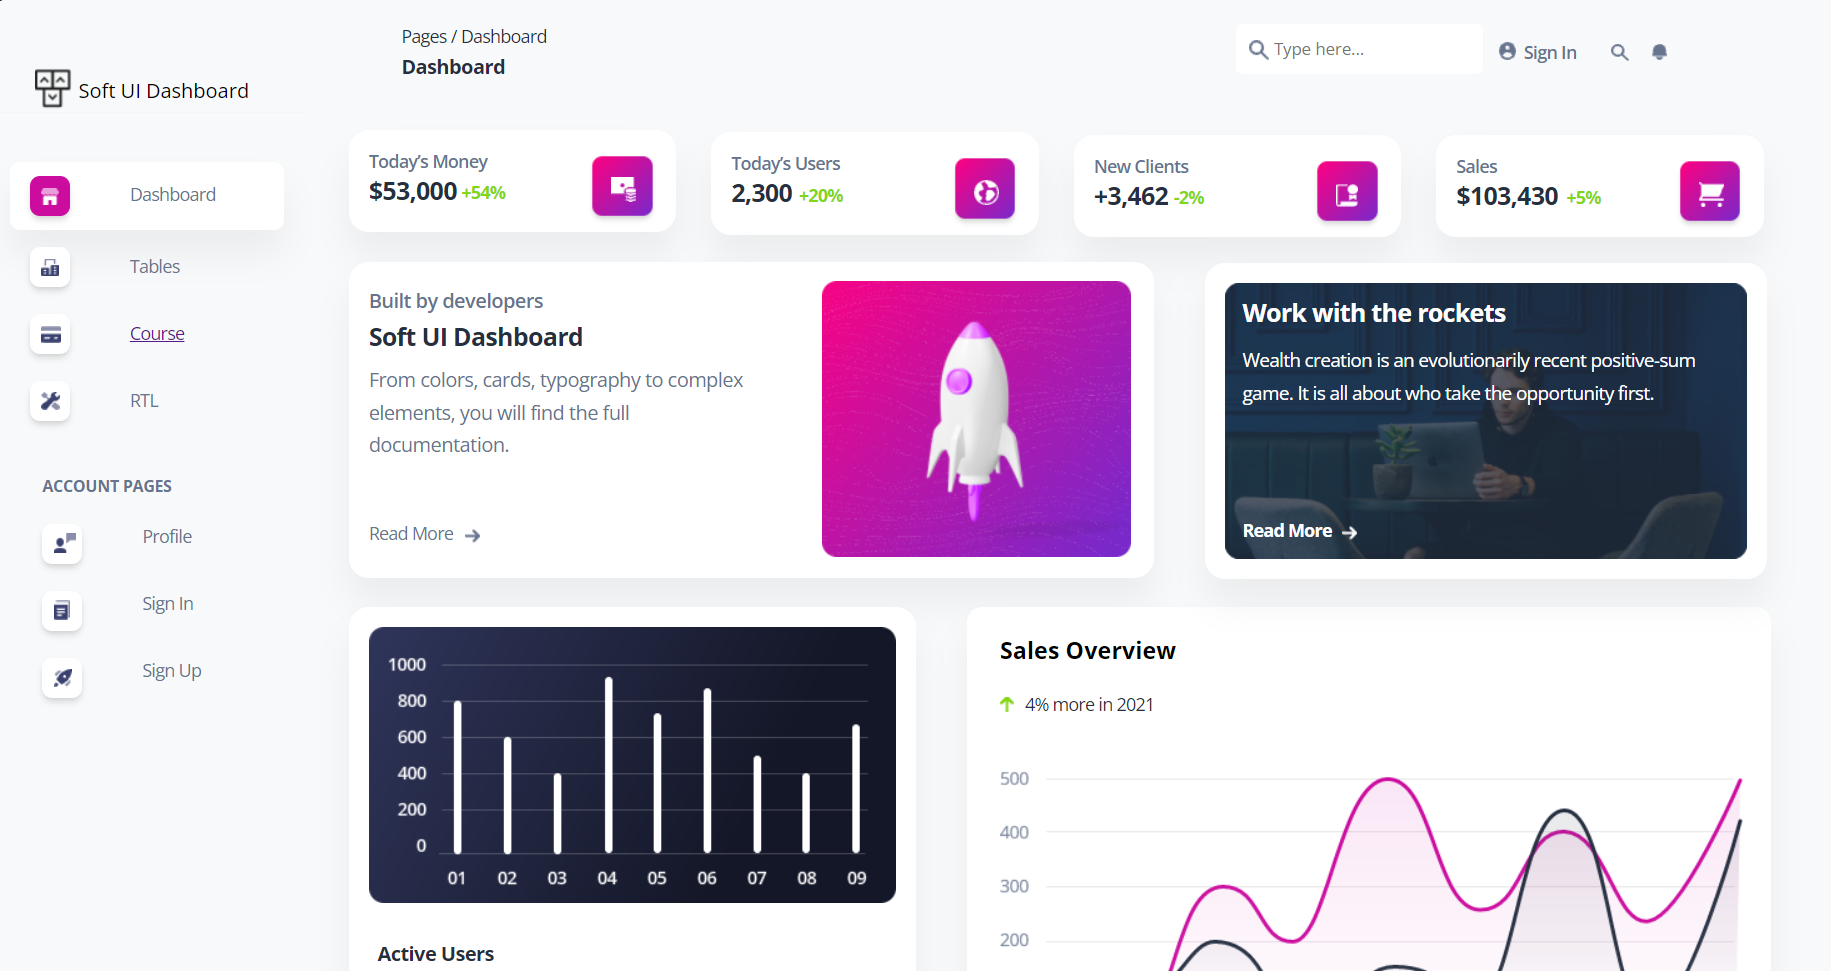 Pages / Dashboard
Dashboard
Type here...
Sign In
Soft UI Dashboard
Dashboard
Tables
Course
RTL
ACCOUNT PAGES
Profile
Sign In
Sign Up
Today's Money
$53,000 +54%
Today's Users
2,300 +20%
New Clients
+3,462 -2%
Sales
$103,430 +5%
Built by developers
Soft UI Dashboard
From colors, cards, typography to complex
elements, you will find the full
documentation.
Read More
Work with the rockets
Wealth creation is an evolutionarily recent positive-sum
game. It is all about who take the opportunity first.
Read More
1000
800
600
400
200
0
01 02 03 04 05 06 07 08 09
Active Users
Sales Overview
4% more in 2021
500
400
300
200